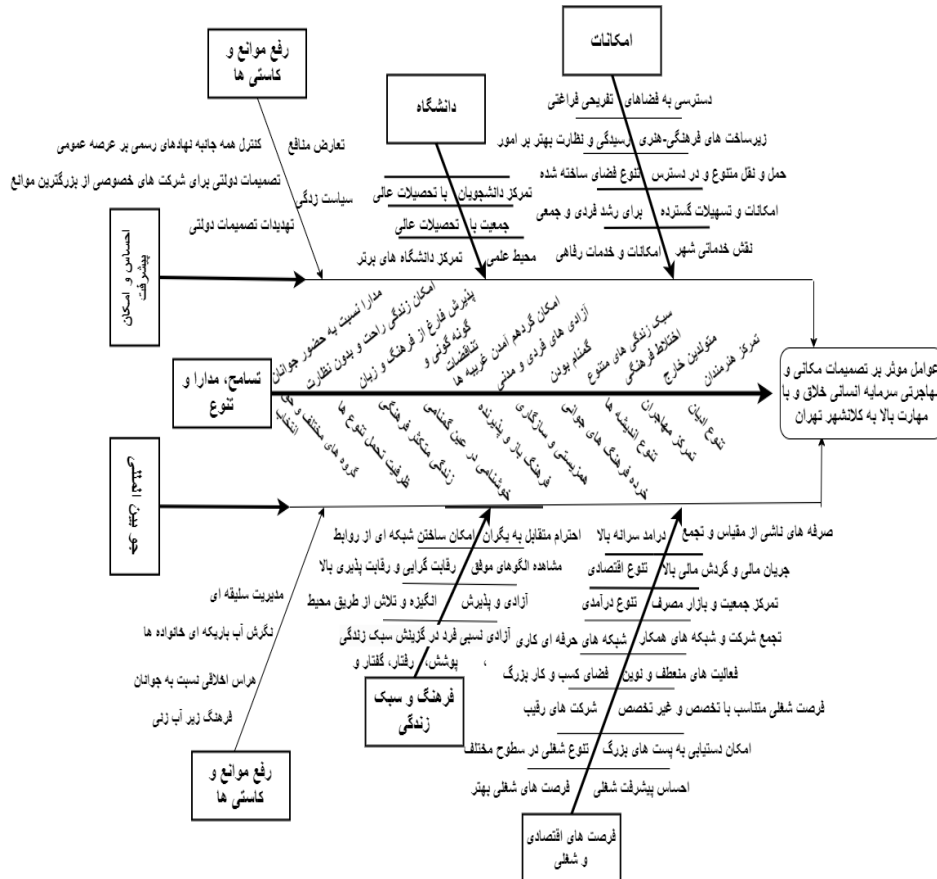 امکانات
رفع موانع و
کاستی ها
دانشگاه
دسترسی به فضاهای تفریحی فراغتی
زیرساخت های فرهنگی-هنری رسیدگی و نظارت بهتر بر امور
حمل و نقل متنوع و در دسترس تنوع فضای ساخته شده
امکانات و تسهیلات گسترده برای رشد فردی و جمعی
نقش خدماتی شهر امکانات و خدمات رفاهی
تمرکز دانشجویان با تحصیلات عالی
جمعیت با تحصیلات عالی
محیط علمی تمرکز دانشگاه های برتر
تعارض منافع کنترل همه جانبه نهادهای رسمی بر عرصه عمومی
تصمیمات دولتی برای شرکت های خصوصی از بزرگترین موانع
سیاست زدگی
تهدیدات تصمیمات دولتی
احساس و امکان
پیشرفت
مدارا نسبت به حضور جوانان
امکان زندگی راحت و بدون نظارت
پذیرش فارغ از فرهنگ و زبان
گونه گونی و
تناقضات
امکان گردهم آمدن غریبه ها
آزادی های فردی و مدنی
گمنام بودن
سبک زندگی های متنوع
اختلاط فرهنگی
متولدین خارج
تمرکز هنرمندان
تسامح، مدارا و
تنوع
عوامل موثر بر تصمیمات مکانی و
مهاجرتی سرمایه انسانی خلاق و با
مهارت بالا به کلانشهر تهران
گروه های مختلف و حق
انتخاب
ظرفیت تحمل تنوع ها
زندگی متکثر فرهنگی
خوشنامی در عین گمنامی
فرهنگ باز و پذیرنده
همزیستی و سازگاری
خرده فرهنگ های جوانی
تنوع اندیشه ها
تمرکز مهاجران
تنوع ادیان
جو بین المللی
صرفه های ناشی از مقیاس و تجمع درامد سرانه بالا
جریان مالی و گردش مالی بالا تنوع اقتصادی
تمرکز جمعیت و بازار مصرف تنوع درآمدی
تجمع شرکت و شبکه های همکار شبکه های حرفه ای کاری
فعالیت های منعطف و نوین فضای کسب و کار بزرگ
فرصت شغلی متناسب با تخصص و غیر تخصص شرکت های رقیب
امکان دستیابی به پست های بزرگ تنوع شغلی در سطوح مختلف
احساس پیشرفت شغلی فرصت های شغلی بهتر
فرصت های اقتصادی
و شغلی
احترام متقابل به یگران امکان ساختن شبکه ای از روابط
مشاهده الگوهای موفق رقابت گرایی و رقابت پذیری بالا
آزادی و پذیرش انگیزه و تلاش از طریق محیط
آزادی نسبی فرد در گزینش سبک زندگی
، پوشش، رفتار، گفتار و
فرهنگ و سبک
زندگی
مدیریت سلیقه ای
نگرش آب باریکه ای خانواده ها
هراس اخلاقی نسبت به جوانان
فرهنگ زیر آب زنی
رفع موانع و
کاستی ها